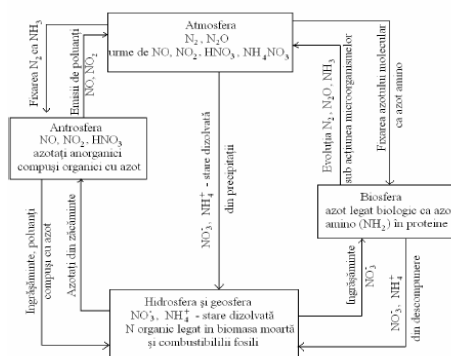 Atmosfera
N₂, N₂O
urme de NO, NO₂, HNO₃, NH₄NO₃
Fixarea N₂ ca NH₃
Emisii de poluanți
NO, NO₂
Evoluția N₂, N₂O, NH₃
sub acțiunea microorganismelor
Fixarea azotului molecular
ca azot amino
Antrosfera
NO, NO₂, HNO₃
azotați anorganici
compuși organici cu azot
NO₃⁻, NH₄⁺ - stare dizolvată
din precipitații
Biosfera
azot legat biologic ca azot
amino (NH₂) în proteine
Îngrășăminte, poluanți
compuși cu azot
Azotați din zăcăminte
Îngrășăminte
NO₃⁻
NO₃⁻, NH₄⁺
din descompunere
Hidrosfera și geosfera
NO₃⁻, NH₄⁺ - stare dizolvată
N organic legat în biomasa moartă
și combustibilii fosili